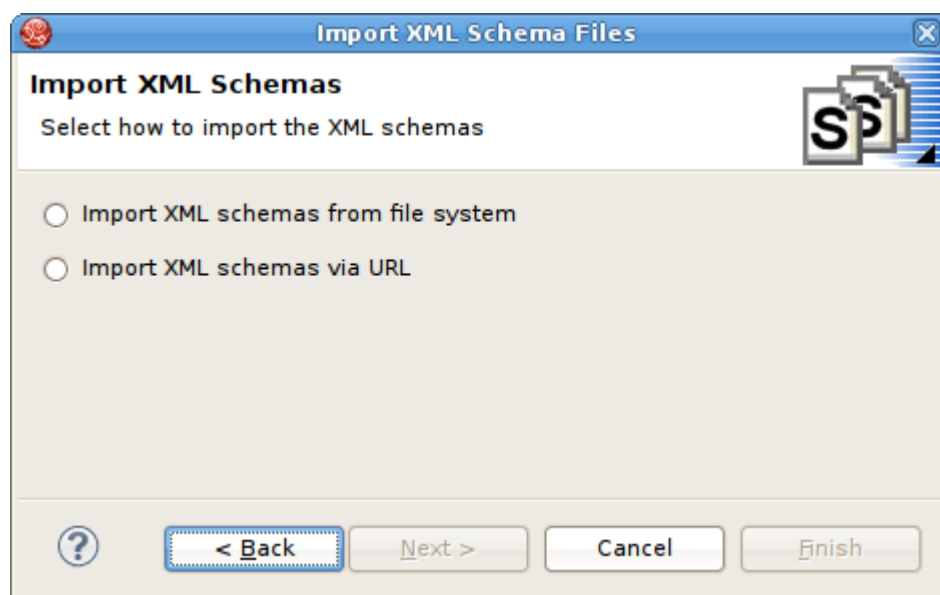 Import XML Schema Files
Import XML Schemas
Select how to import the XML schemas
SS
Import XML schemas from file system
Import XML schemas via URL
? < Back Next > Cancel Finish